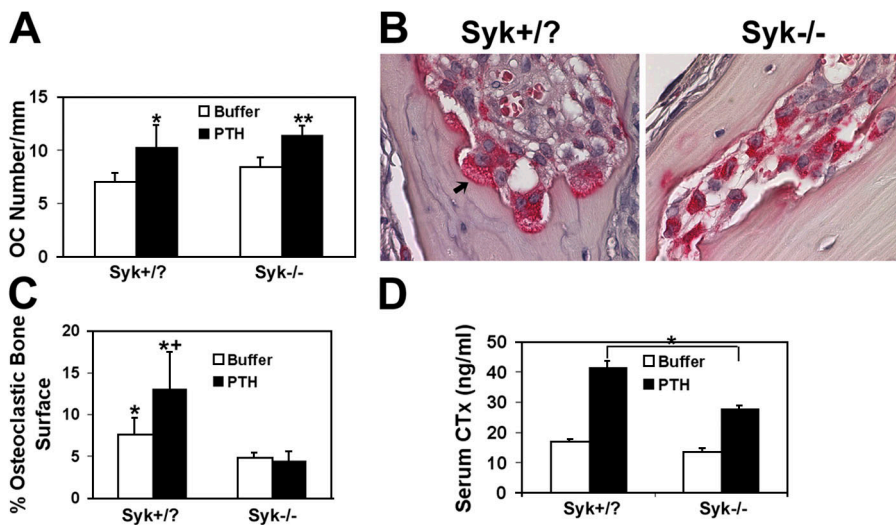 A
OC Number/mm
15
10
5
0
Buffer
PTH
*
**
Syk+/?
Syk-/-
B
Syk+/?
Syk-/-
C
% Osteoclastic Bone
Surface
20
15
10
5
0
Buffer
PTH
*
*+
Syk+/?
Syk-/-
D
Serum CTx (ng/ml)
50
40
30
20
10
0
Buffer
PTH
*
Syk+/?
Syk-/-